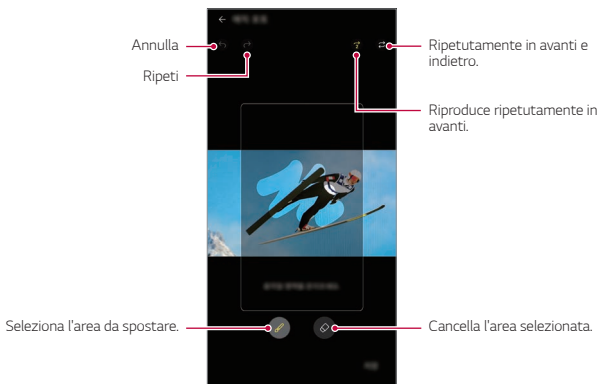 Annulla
Ripeti
Ripetutamente in avanti e
indietro.
Riproduce ripetutamente in
avanti.
Seleziona l'area da spostare.
Cancella l'area selezionata.